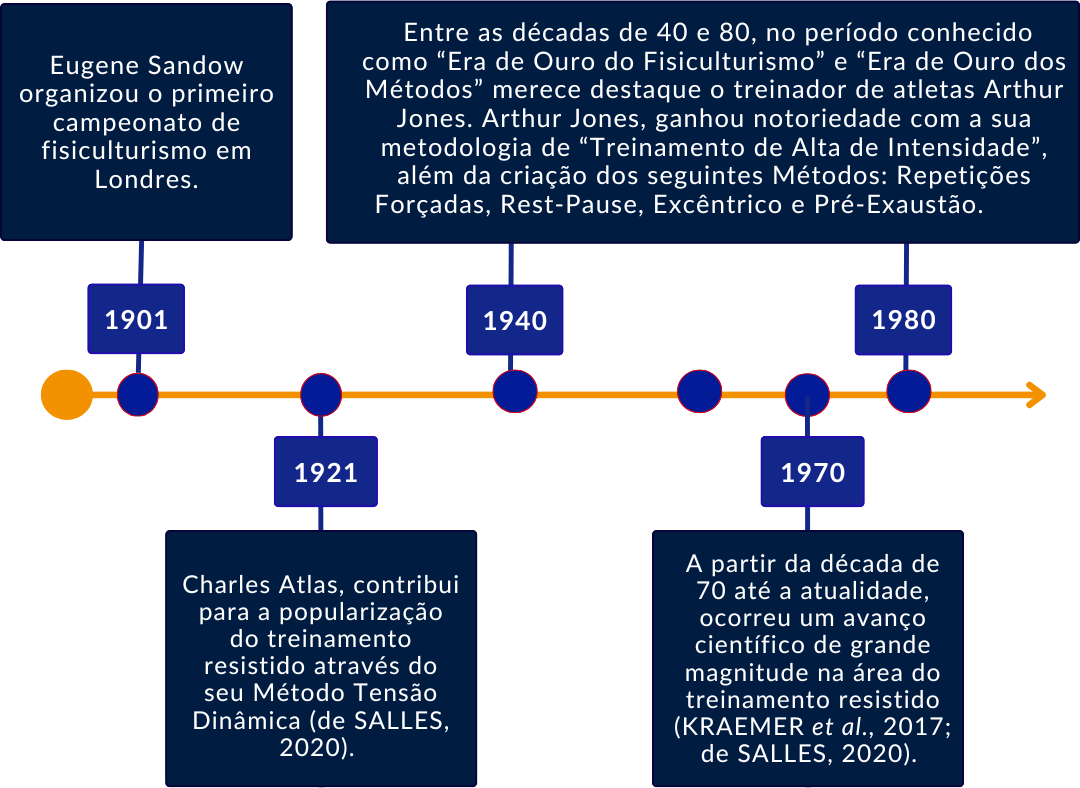 Eugene Sandow
organizou o primeiro
campeonato de
fisiculturismo em
Londres.
Entre as décadas de 40 e 80, no período conhecido
como “Era de Ouro do Fisiculturismo” e “Era de Ouro dos
Métodos” merece destaque o treinador de atletas Arthur
Jones. Arthur Jones, ganhou notoriedade com a sua
metodologia de “Treinamento de Alta de Intensidade”,
além da criação dos seguintes Métodos: Repetições
Forçadas, Rest-Pause, Excêntrico e Pré-Exaustão.
1901
1940
1980
1921
1970
Charles Atlas, contribui
para a popularização
do treinamento
resistido através do
seu Método Tensão
Dinâmica (de SALLES,
2020).
A partir da década de
70 até a atualidade,
ocorreu um avanço
científico de grande
magnitude na área do
treinamento resistido
(KRAEMER et al., 2017;
de SALLES, 2020).